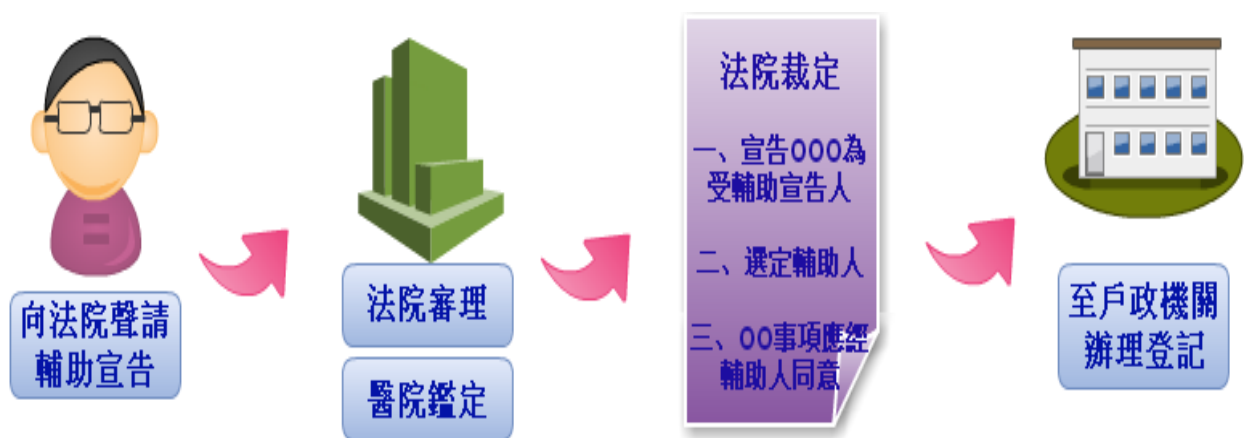 向法院聲請
輔助宣告
法院審理
醫院鑑定
法院裁定
一、宣告OOO為
受輔助宣告人
二、選定輔助人
三、OO事項應經
輔助人同意
至戶政機關
辦理登記